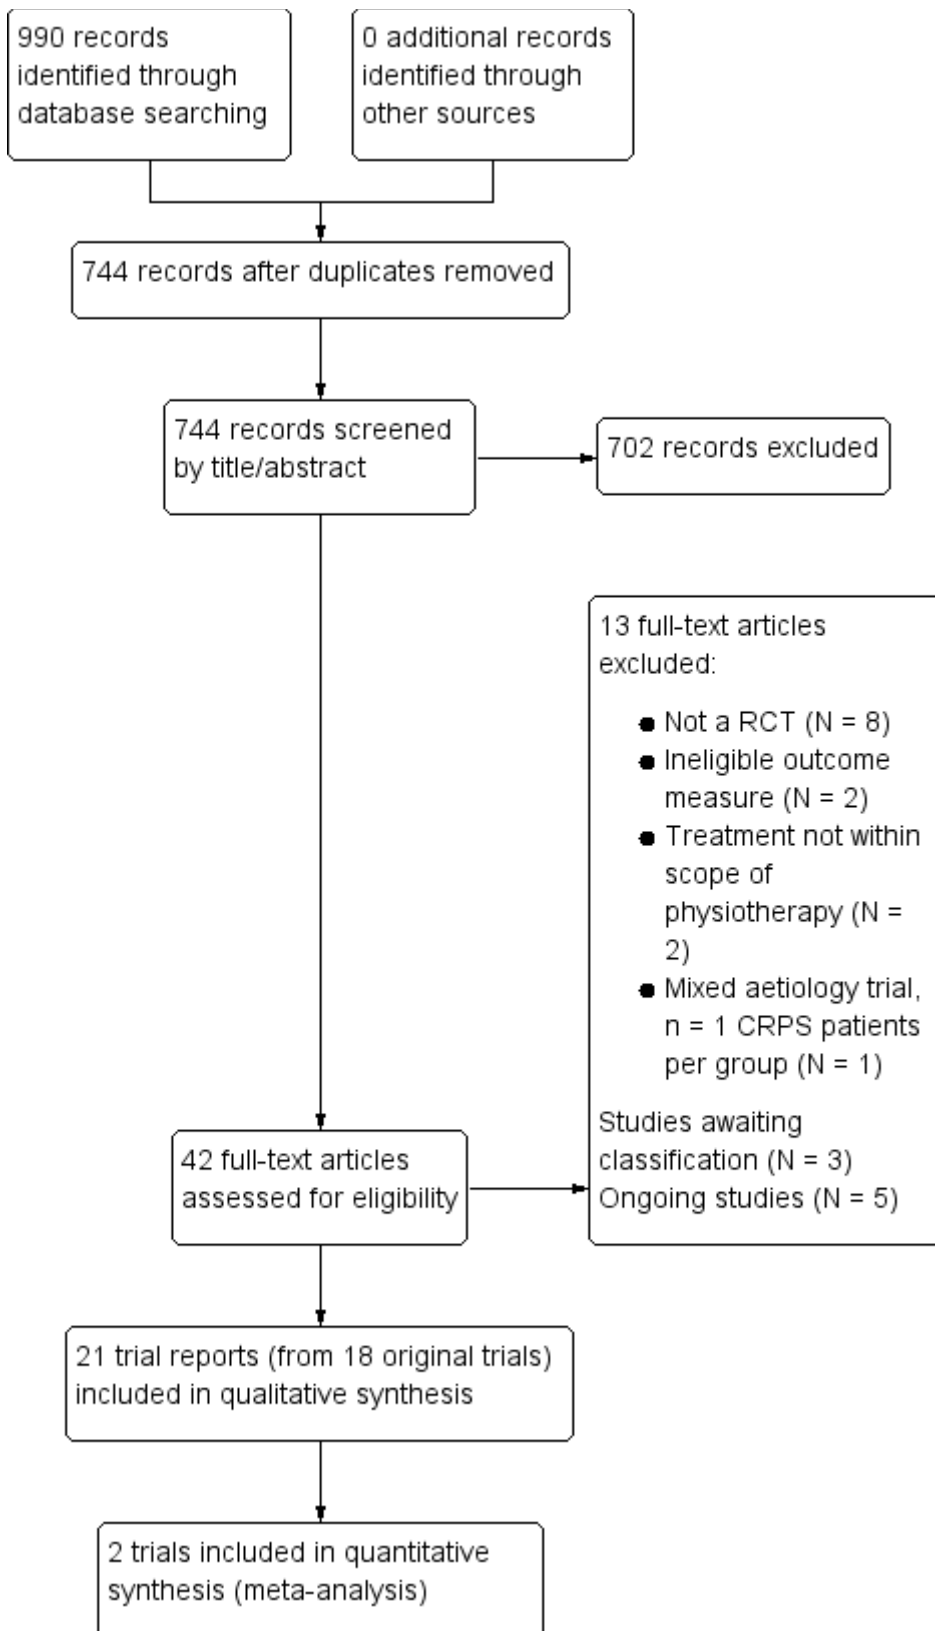 990 records
identified through
database searching
0 additional records
identified through
other sources
744 records after duplicates removed
744 records screened
by title/abstract
702 records excluded
13 full-text articles
excluded:
● Not a RCT (N = 8)
● Ineligible outcome
measure (N = 2)
● Treatment not within
scope of
physiotherapy (N =
2)
● Mixed aetiology trial,
n = 1 CRPS patients
per group (N = 1)
Studies awaiting
classification (N = 3)
Ongoing studies (N = 5)
42 full-text articles
assessed for eligibility
21 trial reports (from 18 original trials)
included in qualitative synthesis
2 trials included in quantitative
synthesis (meta-analysis)